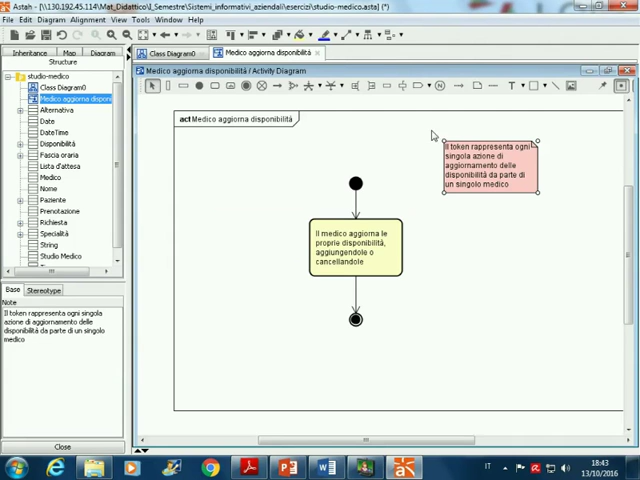 Astah - [\\130.192.45.114\Mat_Didattico\I_Semestre\Sistemi_informativi_aziendali\esercizi\studio-medico.asta] (*)
File Edit Diagram Alignment View Tools Window Help
Inheritance Map Diagram
Structure
Class Diagram0
Medico aggiorna disponibilità
studio-medico
Class Diagram0
Medico aggiorna disponi
Alternativa
Date
DateTime
Disponibilità
Fascia oraria
Lista d'attesa
Medico
Nome
Paziente
Prenotazione
Richiesta
Specialità
String
Studio Medico
Base Stereotype
Note
Il token rappresenta ogni singola
azione di aggiornamento delle
disponibilità da parte di un singolo
medico
Close
Medico aggiorna disponibilità / Activity Diagram
act Medico aggiorna disponibilità
Il token rappresenta ogni
singola azione di
aggiornamento delle
disponibilità da parte di
un singolo medico
Il medico aggiorna le
proprie disponibilità,
aggiungendole o
cancellandole
IT
18:43
13/10/2016